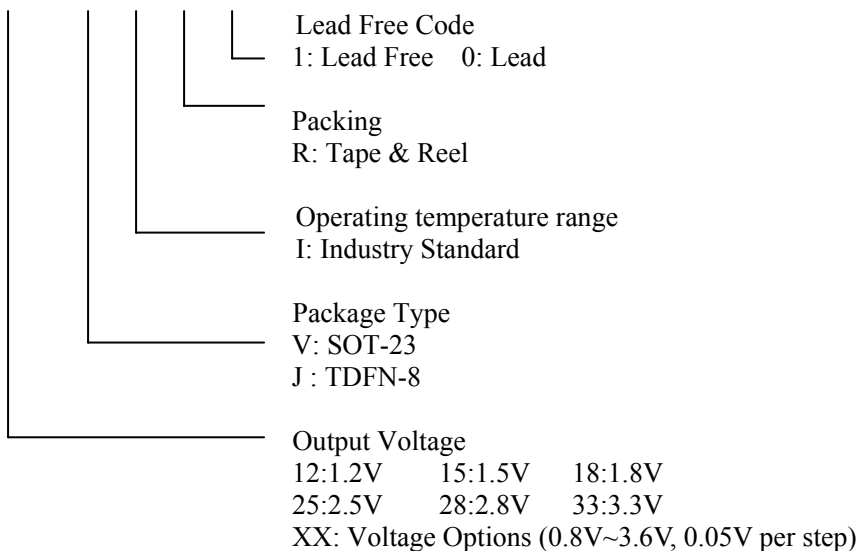 Lead Free Code
1: Lead Free 0: Lead
Packing
R: Tape & Reel
Operating temperature range
I: Industry Standard
Package Type
V: SOT-23
J : TDFN-8
Output Voltage
12:1.2V 15:1.5V 18:1.8V
25:2.5V 28:2.8V 33:3.3V
XX: Voltage Options (0.8V~3.6V, 0.05V per step)